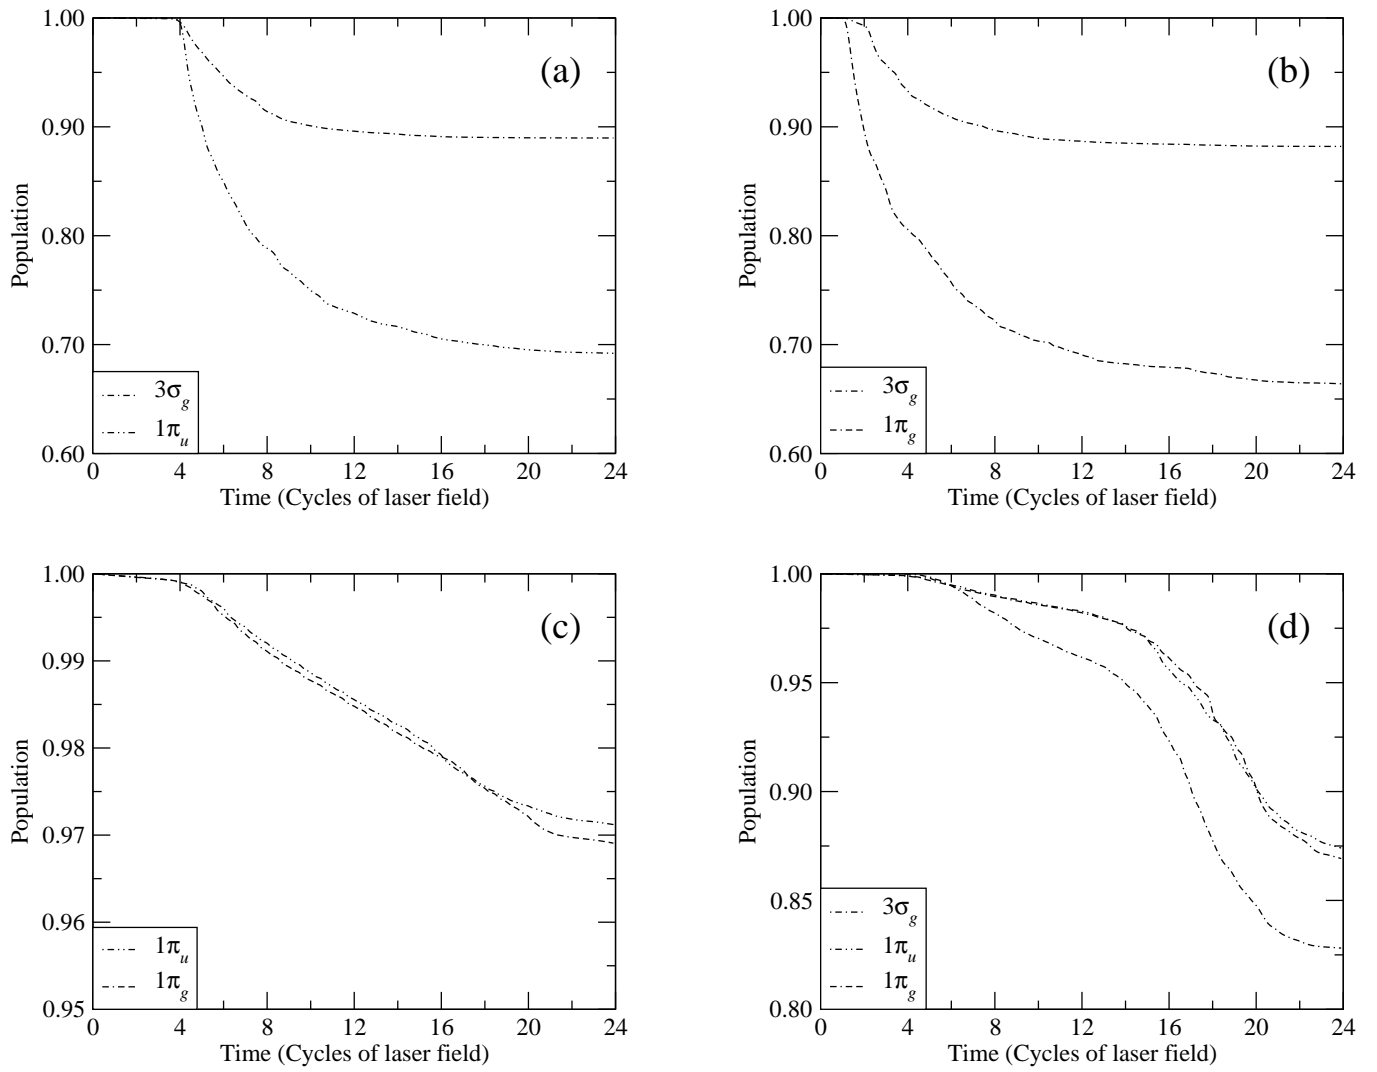 1.00
0.90
0.80
0.70
0.60
Population
(a)
3σg
1πu
0 4 8 12 16 20 24
Time (Cycles of laser field)
1.00
0.90
0.80
0.70
0.60
Population
(b)
3σg
1πg
0 4 8 12 16 20 24
Time (Cycles of laser field)
1.00
0.99
0.98
0.97
0.96
0.95
Population
(c)
1πu
1πg
0 4 8 12 16 20 24
Time (Cycles of laser field)
1.00
0.95
0.90
0.85
0.80
Population
(d)
3σg
1πu
1πg
0 4 8 12 16 20 24
Time (Cycles of laser field)